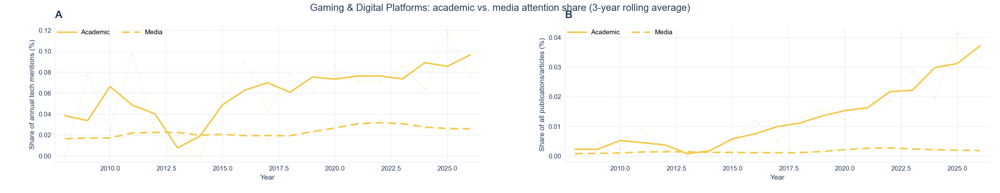 Gaming & Digital Platforms: academic vs. media attention share (3-year rolling average)
A
Academic
Media
Share of annual tech mentions (%)
0.12
0.10
0.08
0.06
0.04
0.02
0.00
2010.0
2012.5
2015.0
2017.5
2020.0
2022.5
2025.0
Year
B
Academic
Media
Share of all publications/articles (%)
0.04
0.03
0.02
0.01
0.00
2010.0
2012.5
2015.0
2017.5
2020.0
2022.5
2025.0
Year